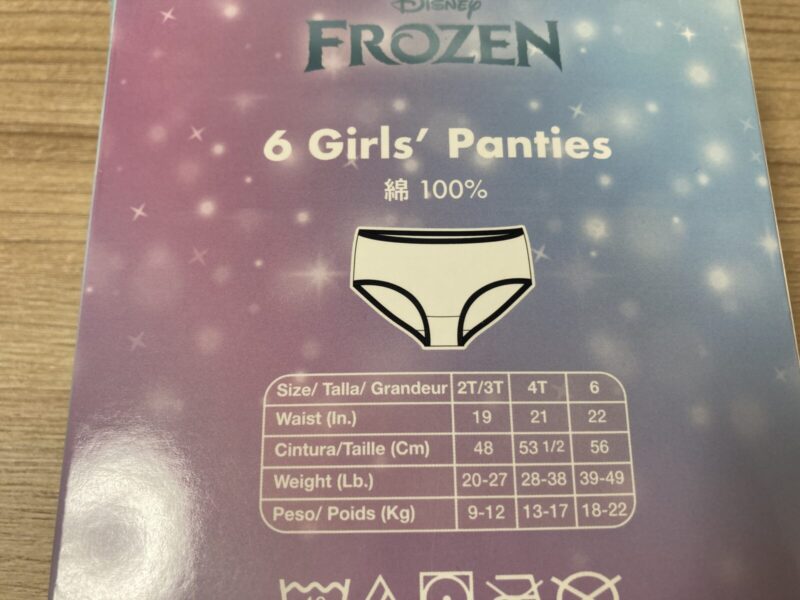 Disney
FROZEN
6 Girls' Panties
綿 100%
Size/ Talla/ Grandeur 2T/3T 4T 6
Waist (In.) 19 21 22
Cintura/Taille (Cm) 48 53 1/2 56
Weight (Lb.) 20-27 28-38 39-49
Peso/ Poids (Kg) 9-12 13-17 18-22